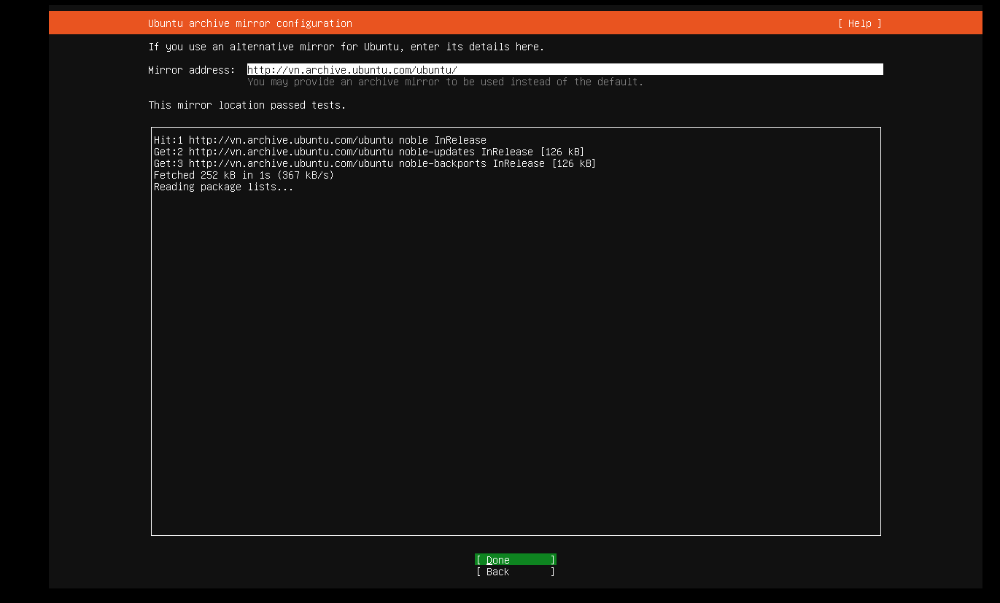 Ubuntu archive mirror configuration [ Help ]
If you use an alternative mirror for Ubuntu, enter its details here.
Mirror address: http://vn.archive.ubuntu.com/ubuntu/
You may provide an archive mirror to be used instead of the default.
This mirror location passed tests.
Hit:1 http://vn.archive.ubuntu.com/ubuntu noble InRelease
Get:2 http://vn.archive.ubuntu.com/ubuntu noble-updates InRelease [126 kB]
Get:3 http://vn.archive.ubuntu.com/ubuntu noble-backports InRelease [126 kB]
Fetched 252 kB in 1s (367 kB/s)
Reading package lists...
[ Done ]
[ Back ]